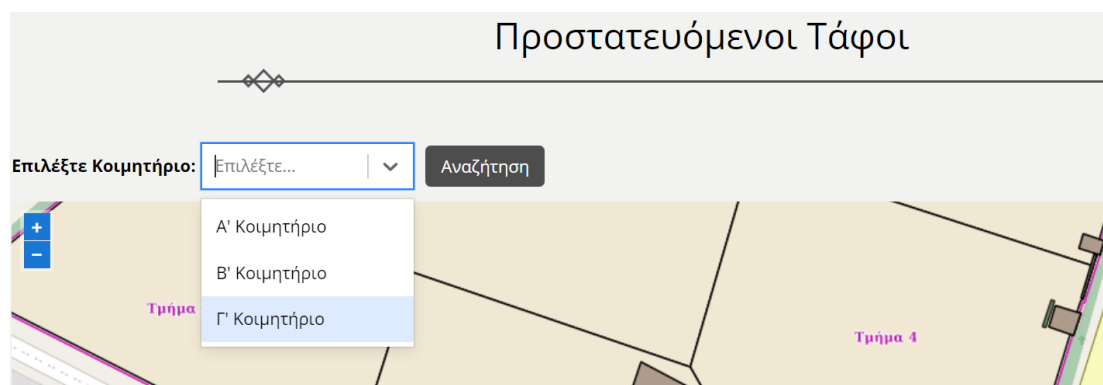 Προστατευόμενοι Τάφοι
Επιλέξτε Κοιμητήριο: Επιλέξτε... Αναζήτηση
+
−
Α' Κοιμητήριο
Β' Κοιμητήριο
Γ' Κοιμητήριο
Τμήμα
Τμήμα 4